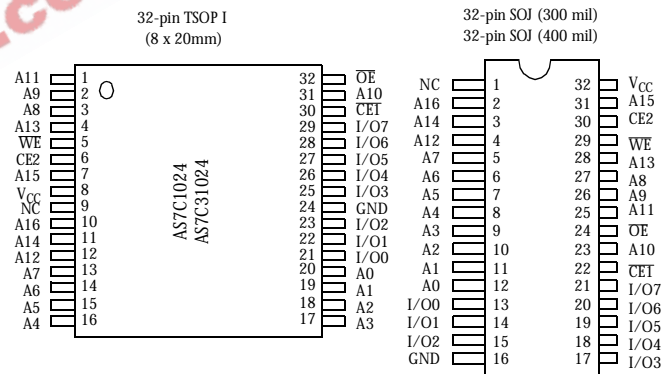 32-pin TSOP I
(8 x 20mm)
A11 1 32 OE
A9 2 31 A10
A8 3 30 CE1
A13 4 29 I/O7
WE 5 28 I/O6
CE2 6 27 I/O5
A15 7 26 I/O4
VCC 8 25 I/O3
NC 9 24 GND
A16 10 23 I/O2
A14 11 22 I/O1
A12 12 21 I/O0
A7 13 20 A0
A6 14 19 A1
A5 15 18 A2
A4 16 17 A3
AS7C1024
AS7C31024
32-pin SOJ (300 mil)
32-pin SOJ (400 mil)
NC 1 32 VCC
A16 2 31 A15
A14 3 30 CE2
A12 4 29 WE
A7 5 28 A13
A6 6 27 A8
A5 7 26 A9
A4 8 25 A11
A3 9 24 OE
A2 10 23 A10
A1 11 22 CE1
A0 12 21 I/O7
I/O0 13 20 I/O6
I/O1 14 19 I/O5
I/O2 15 18 I/O4
GND 16 17 I/O3